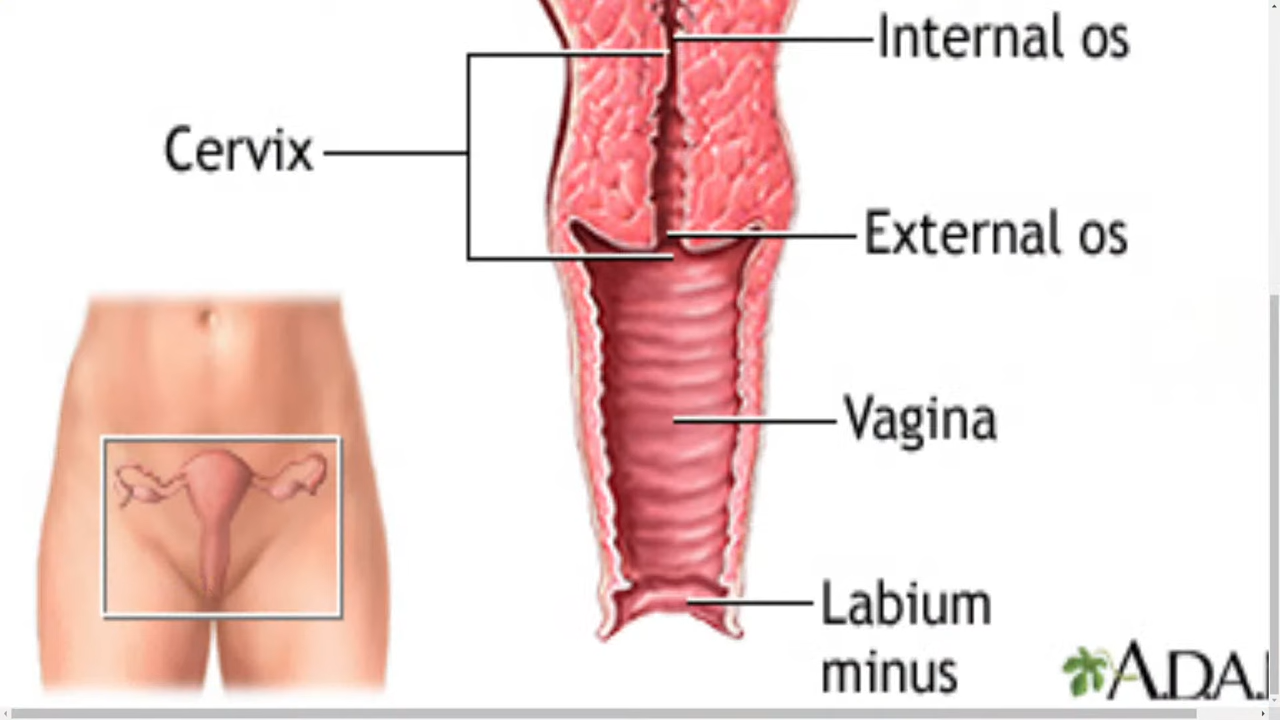 Internal os
Cervix
External os
Vagina
Labium
minus
A.D.A.